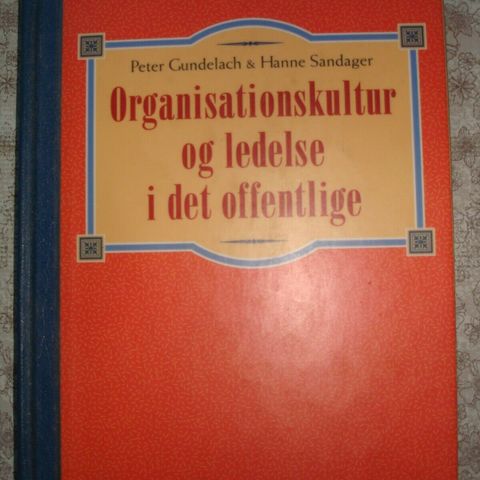 Peter Gundelach & Hanne Sandager
Organisationskultur
og ledelse
i det offentlige